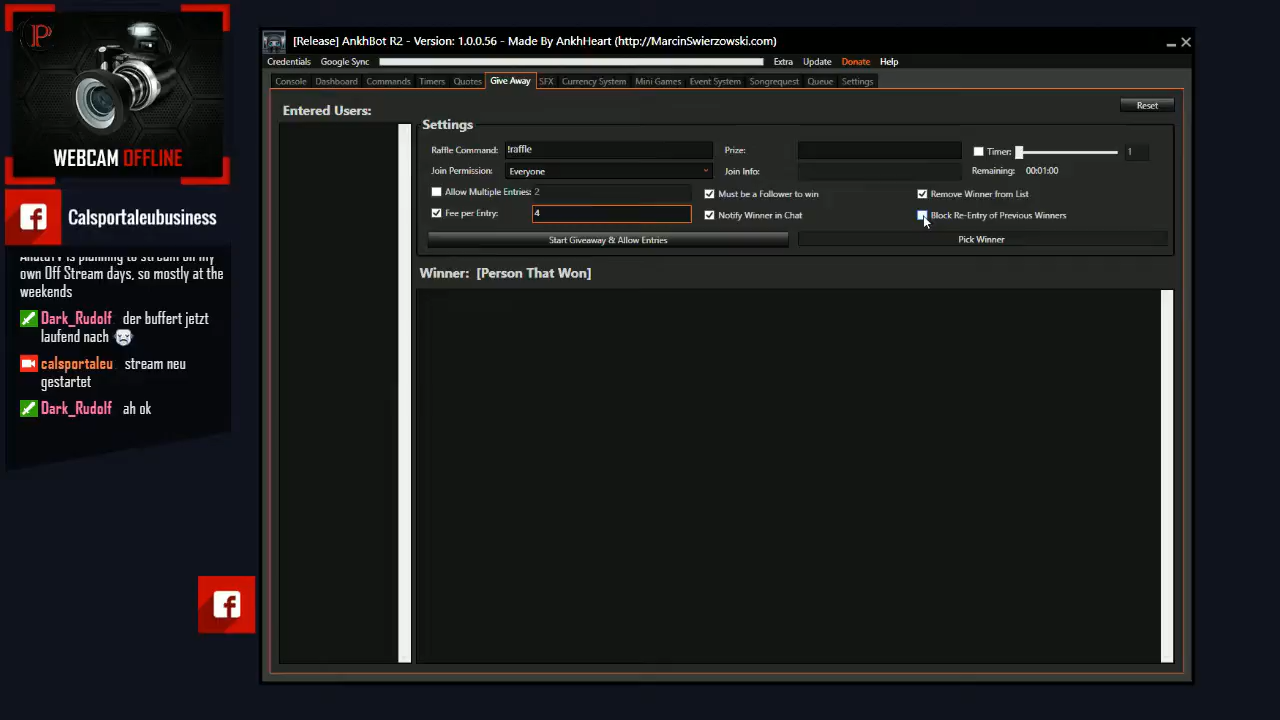 WEBCAM OFFLINE
Calsportaleubusiness
own Off Stream days, so mostly at the
weekends
Dark_Rudolf der buffert jetzt
laufend nach
calsportaleu stream neu
gestartet
Dark_Rudolf ah ok
[Release] AnkhBot R2 - Version: 1.0.0.56 - Made By AnkhHeart (http://MarcinSwierzowski.com)
Credentials Google Sync Extra Update Donate Help
Console Dashboard Commands Timers Quotes Give Away SFX Currency System Mini Games Event System Songrequest Queue Settings
Entered Users:
Reset
Settings
Raffle Command: !raffle Prize: Timer: 1
Join Permission: Everyone Join Info: Remaining: 00:01:00
Allow Multiple Entries: 2 Must be a Follower to win Remove Winner from List
Fee per Entry: 4 Notify Winner in Chat Block Re-Entry of Previous Winners
Start Giveaway & Allow Entries Pick Winner
Winner: [Person That Won]